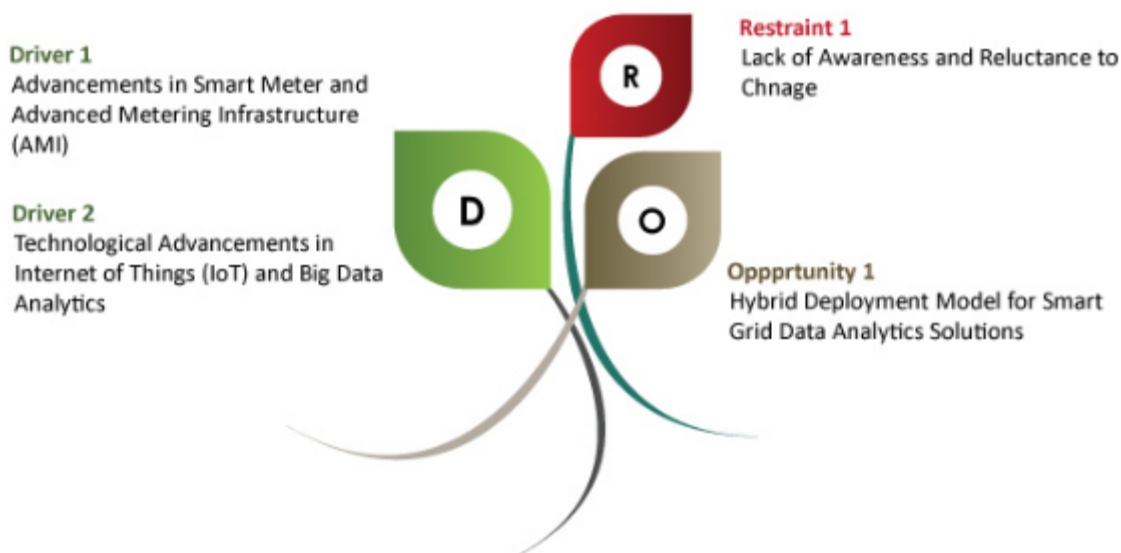 Driver 1
Advancements in Smart Meter and
Advanced Metering Infrastructure
(AMI)
Driver 2
Technological Advancements in
Internet of Things (IoT) and Big Data
Analytics
D
R
O
Restraint 1
Lack of Awareness and Reluctance to
Chnage
Oppprtunity 1
Hybrid Deployment Model for Smart
Grid Data Analytics Solutions